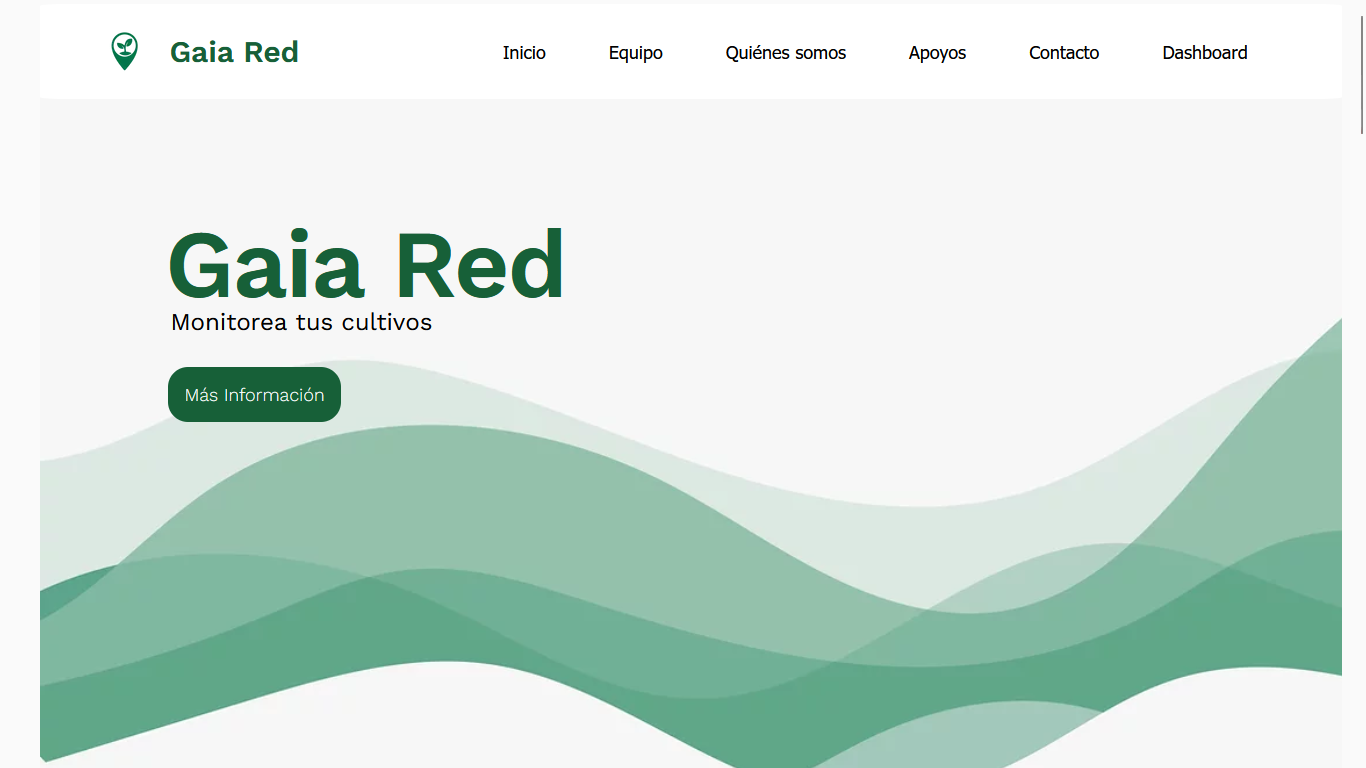 Gaia Red Inicio Equipo Quiénes somos Apoyos Contacto Dashboard
Gaia Red
Monitorea tus cultivos
Más Información